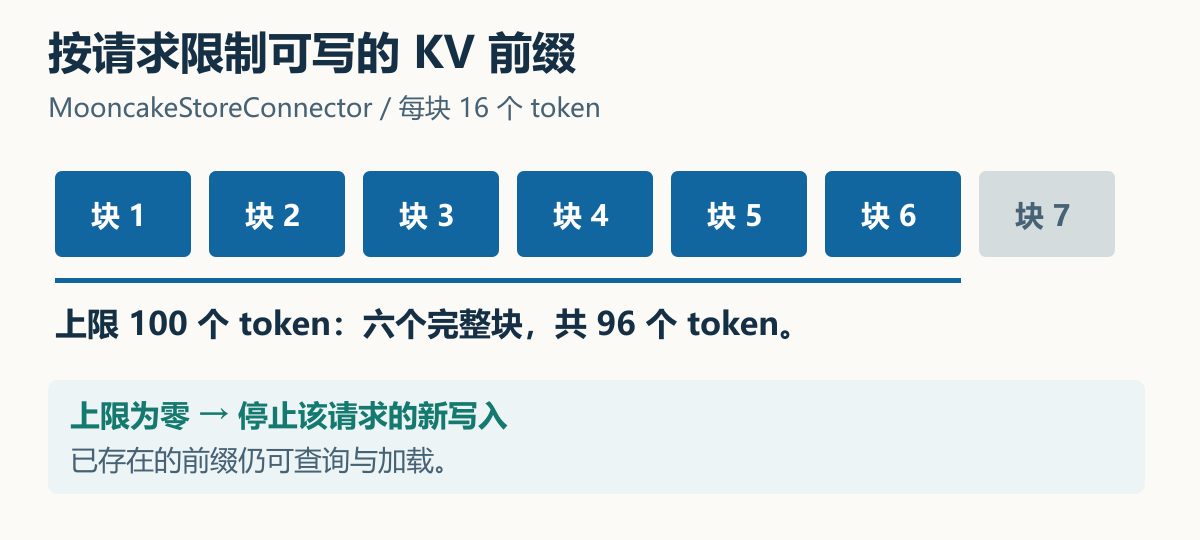 按请求限制可写的 KV 前缀
MooncakeStoreConnector / 每块 16 个 token
块 1
块 2
块 3
块 4
块 5
块 6
块 7
上限 100 个 token：六个完整块，共 96 个 token。
上限为零 → 停止该请求的新写入
已存在的前缀仍可查询与加载。